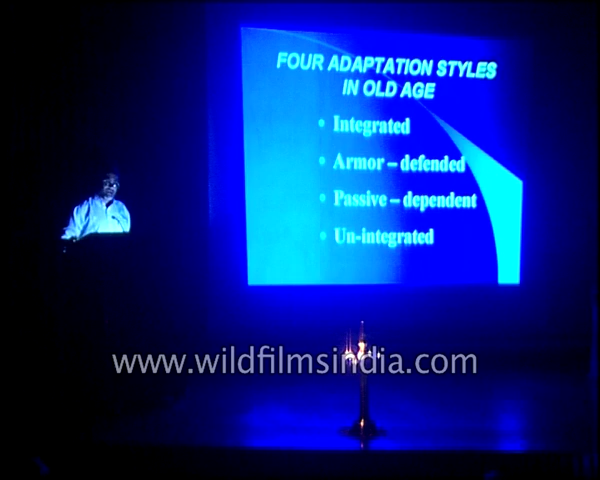 FOUR ADAPTATION STYLES
IN OLD AGE
• Integrated
• Armor – defended
• Passive – dependent
• Un-integrated
www.wildfilmsindia.com